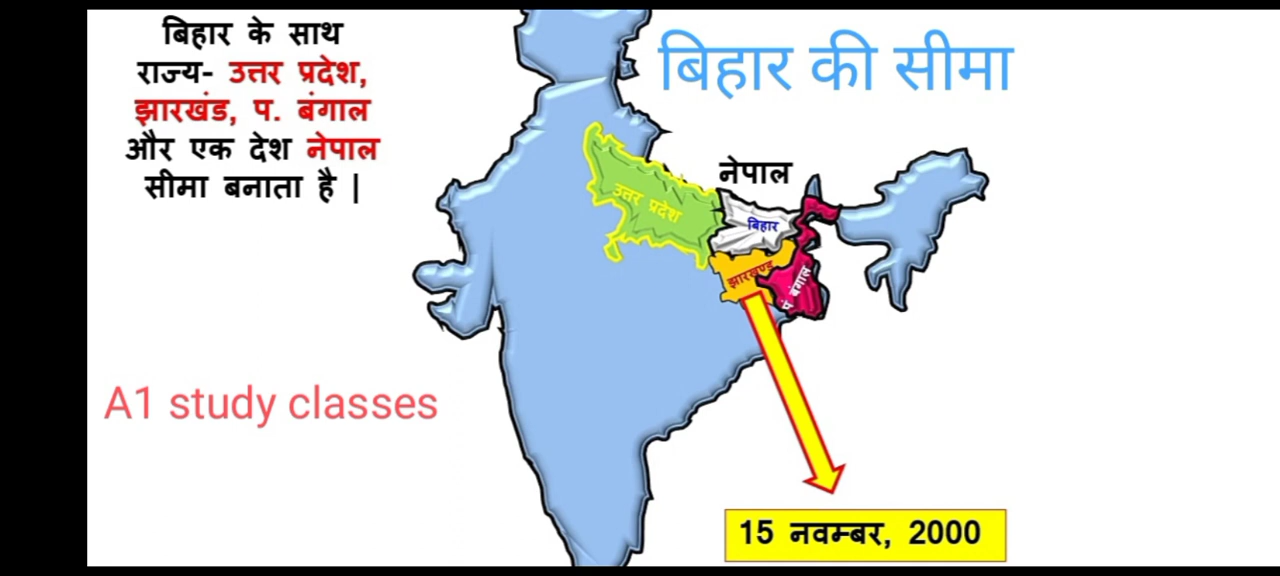 बिहार के साथ
राज्य- उत्तर प्रदेश,
झारखंड, प. बंगाल
और एक देश नेपाल
सीमा बनाता है |
बिहार की सीमा
नेपाल
उत्तर प्रदेश
बिहार
झारखण्ड
पं बंगाल
A1 study classes
15 नवम्बर, 2000